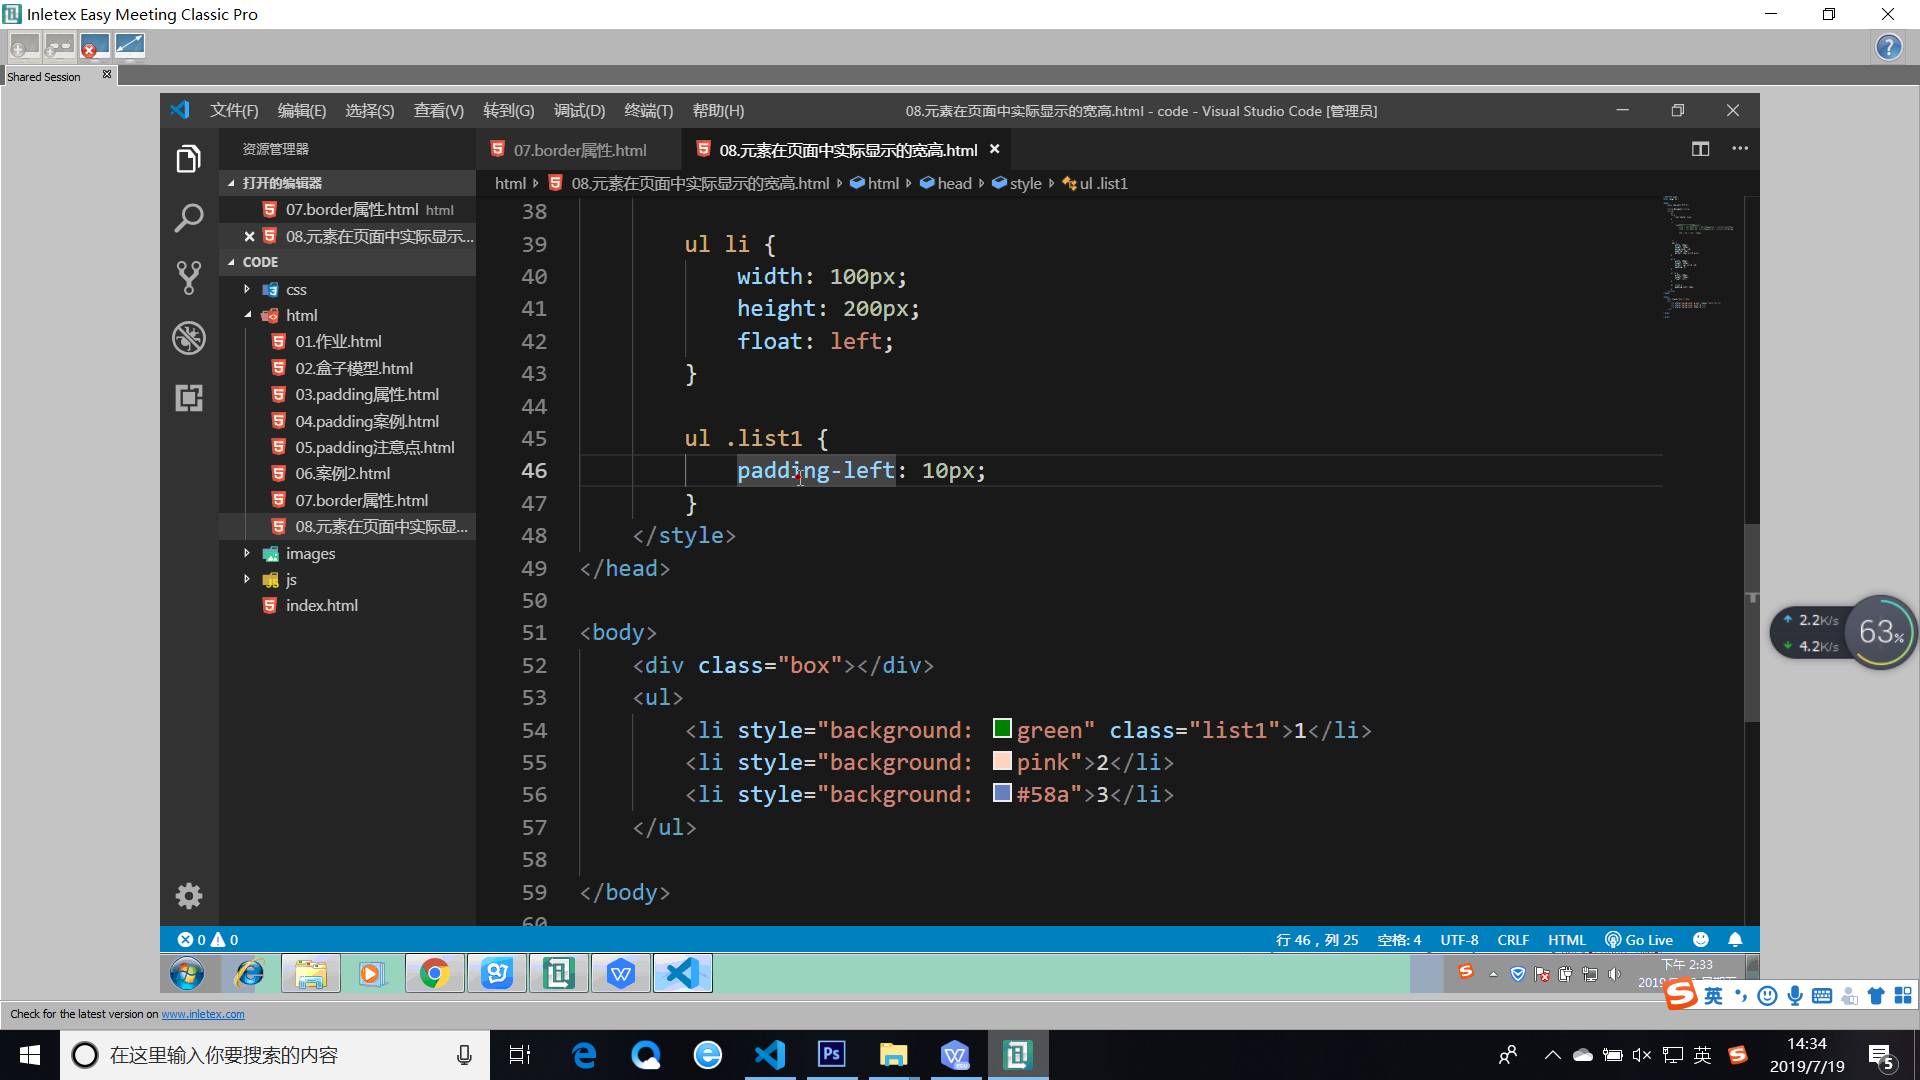 Inletex Easy Meeting Classic Pro
Shared Session
文件(F) 编辑(E) 选择(S) 查看(V) 转到(G) 调试(D) 终端(T) 帮助(H)
08.元素在页面中实际显示的宽高.html - code - Visual Studio Code [管理员]
资源管理器
07.border属性.html
08.元素在页面中实际显示的宽高.html
打开的编辑器
07.border属性.html html
08.元素在页面中实际显示...
CODE
css
html
01.作业.html
02.盒子模型.html
03.padding属性.html
04.padding案例.html
05.padding注意点.html
06.案例2.html
07.border属性.html
08.元素在页面中实际显...
images
js
index.html
html 08.元素在页面中实际显示的宽高.html html head style ul .list1
38
39 ul li {
40 width: 100px;
41 height: 200px;
42 float: left;
43 }
44
45 ul .list1 {
46 padding-left: 10px;
47 }
48 </style>
49 </head>
50
51 <body>
52 <div class="box"></div>
53 <ul>
54 <li style="background: green" class="list1">1</li>
55 <li style="background: pink">2</li>
56 <li style="background: #58a">3</li>
57 </ul>
58
59 </body>
60
2.2K/s
4.2K/s
63%
0 0
行 46，列 25 空格: 4 UTF-8 CRLF HTML Go Live
下午 2:33
英
Check for the latest version on www.inletex.com
在这里输入你要搜索的内容
Ps
英
14:34
2019/7/19
5